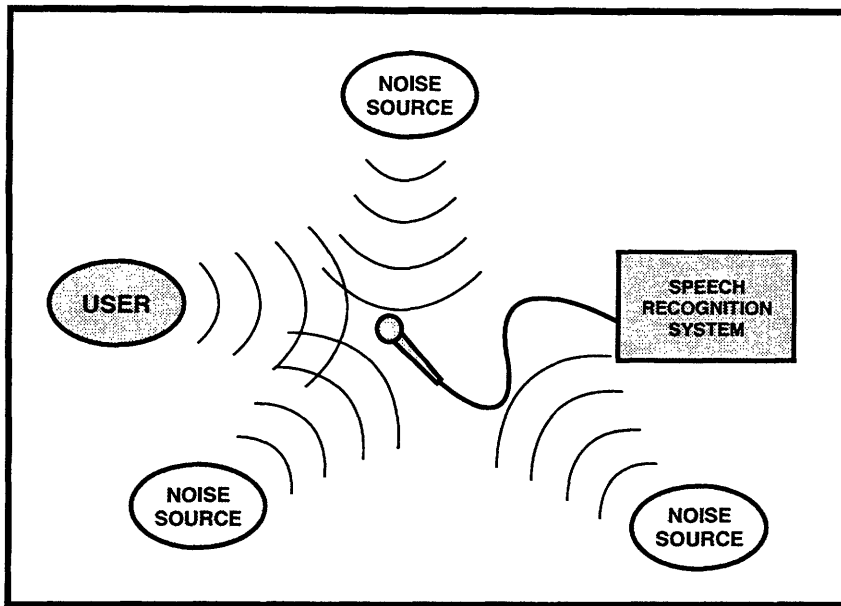 NOISE
SOURCE
USER
SPEECH
RECOGNITION
SYSTEM
NOISE
SOURCE
NOISE
SOURCE